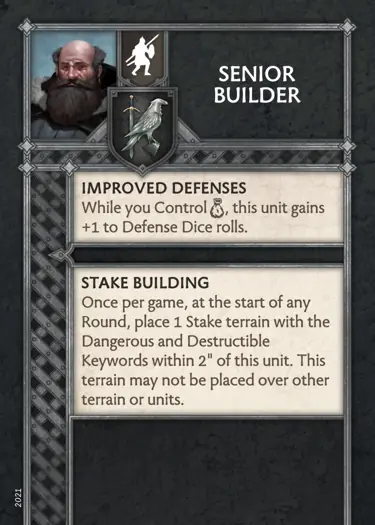 SENIOR
BUILDER
IMPROVED DEFENSES
While you Control , this unit gains
+1 to Defense Dice rolls.
STAKE BUILDING
Once per game, at the start of any
Round, place 1 Stake terrain with the
Dangerous and Destructible
Keywords within 2" of this unit. This
terrain may not be placed over other
terrain or units.
2021